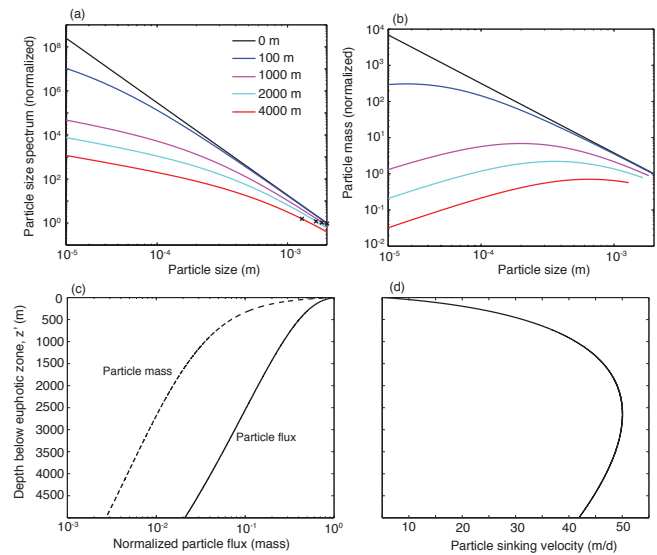 (a)
Particle size spectrum (normalized)
10^8
10^6
10^4
10^2
10^0
0 m
100 m
1000 m
2000 m
4000 m
10^-5
10^-4
10^-3
Particle size (m)
(b)
Particle mass (normalized)
10^4
10^3
10^2
10^1
10^0
10^-1
10^-2
10^-5
10^-4
10^-3
Particle size (m)
(c)
Depth below euphotic zone, z' (m)
0
500
1000
1500
2000
2500
3000
3500
4000
4500
Particle mass
Particle flux
10^-3
10^-2
10^-1
10^0
Normalized particle flux (mass)
(d)
10
20
30
40
50
Particle sinking velocity (m/d)